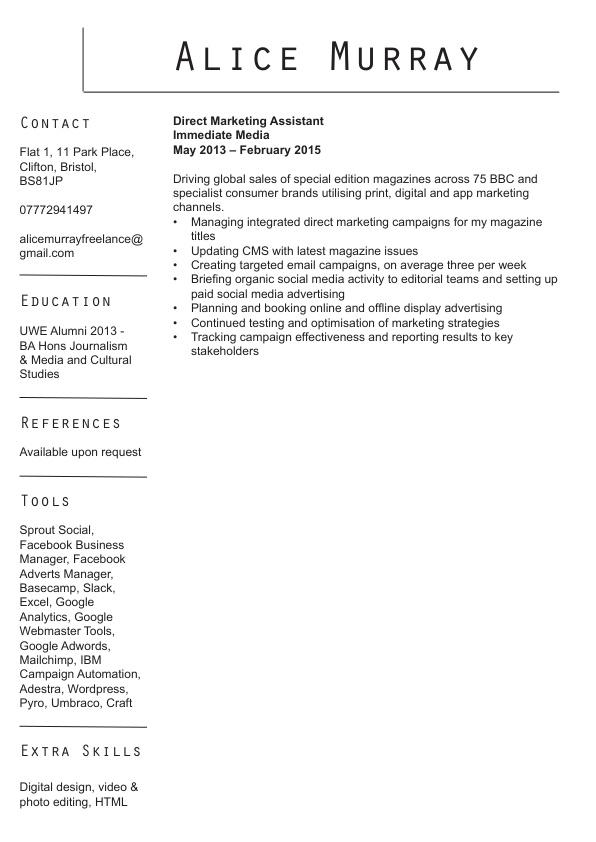 Alice Murray
Contact
Flat 1, 11 Park Place,
Clifton, Bristol,
BS81JP
07772941497
alicemurrayfreelance@
gmail.com
Education
UWE Alumni 2013 -
BA Hons Journalism
& Media and Cultural
Studies
References
Available upon request
Tools
Sprout Social,
Facebook Business
Manager, Facebook
Adverts Manager,
Basecamp, Slack,
Excel, Google
Analytics, Google
Webmaster Tools,
Google Adwords,
Mailchimp, IBM
Campaign Automation,
Adestra, Wordpress,
Pyro, Umbraco, Craft
Extra Skills
Digital design, video &
photo editing, HTML
Direct Marketing Assistant
Immediate Media
May 2013 – February 2015
Driving global sales of special edition magazines across 75 BBC and
specialist consumer brands utilising print, digital and app marketing
channels.
• Managing integrated direct marketing campaigns for my magazine
titles
• Updating CMS with latest magazine issues
• Creating targeted email campaigns, on average three per week
• Briefing organic social media activity to editorial teams and setting up
paid social media advertising
• Planning and booking online and offline display advertising
• Continued testing and optimisation of marketing strategies
• Tracking campaign effectiveness and reporting results to key
stakeholders